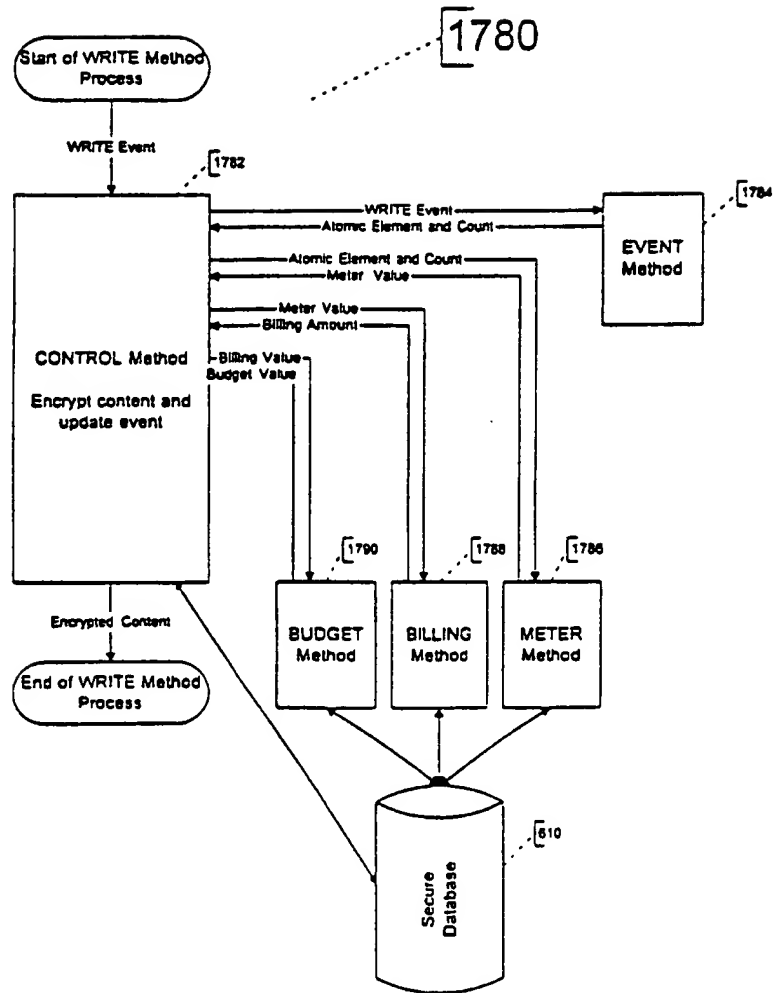 1780
Start of WRITE Method
Process
WRITE Event
1782
WRITE Event
Atomic Element and Count
1784
EVENT
Method
Atomic Element and Count
Meter Value
Meter Value
Billing Amount
CONTROL Method
Encrypt content and
update event
Billing Value
Budget Value
1790
1788
1786
Encrypted Content
BUDGET
Method
BILLING
Method
METER
Method
End of WRITE Method
Process
610
Secure
Database